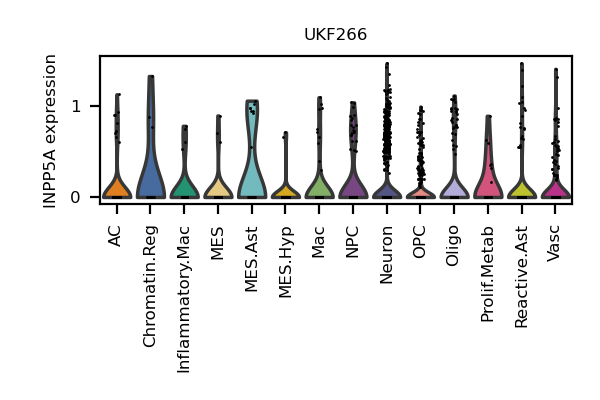 UKF266
INPP5A expression
1
0
AC
Chromatin.Reg
Inflammatory.Mac
MES
MES.Ast
MES.Hyp
Mac
NPC
Neuron
OPC
Oligo
Prolif.Metab
Reactive.Ast
Vasc